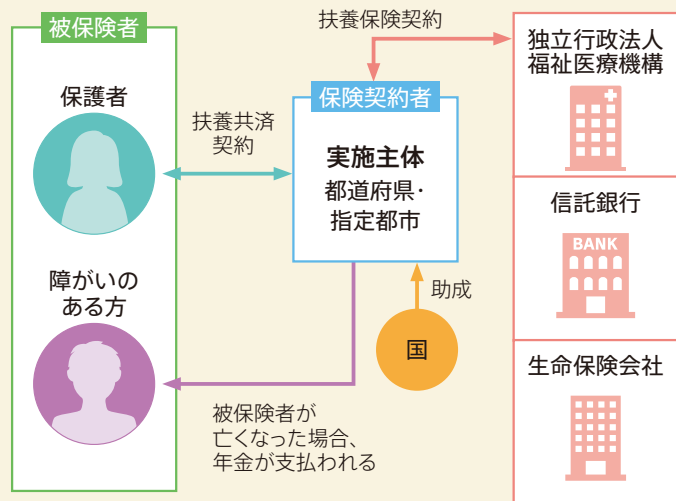 被保険者
保護者
障がいの
ある方
扶養共済
契約
扶養保険契約
保険契約者
実施主体
都道府県・
指定都市
助成
国
被保険者が
亡くなった場合、
年金が支払われる
独立行政法人
福祉医療機構
信託銀行
BANK
生命保険会社